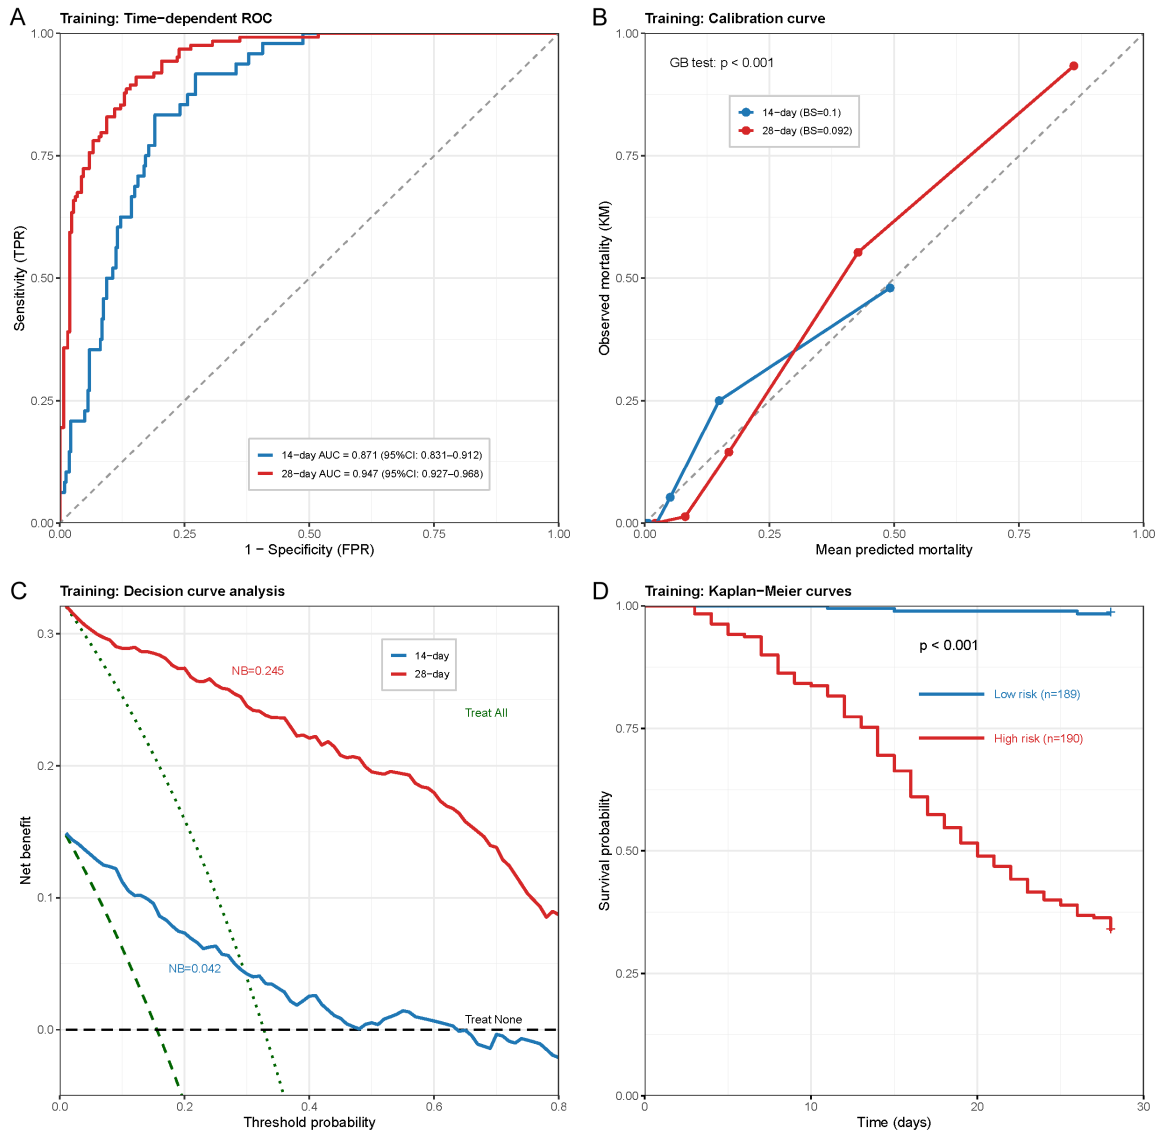 A
Training: Time−dependent ROC
1.00
0.75
0.50
0.25
0.00
0.00
0.25
0.50
0.75
1.00
Sensitivity (TPR)
1 − Specificity (FPR)
14−day AUC = 0.871 (95%CI: 0.831–0.912)
28−day AUC = 0.947 (95%CI: 0.927–0.968)
B
Training: Calibration curve
GB test: p < 0.001
14−day (BS=0.1)
28−day (BS=0.092)
1.00
0.75
0.50
0.25
0.00
0.00
0.25
0.50
0.75
1.00
Observed mortality (KM)
Mean predicted mortality
C
Training: Decision curve analysis
14−day
28−day
NB=0.245
Treat All
NB=0.042
Treat None
0.3
0.2
0.1
0.0
0.0
0.2
0.4
0.6
0.8
Net benefit
Threshold probability
D
Training: Kaplan−Meier curves
p < 0.001
Low risk (n=189)
High risk (n=190)
1.00
0.75
0.50
0.25
0.00
0
10
20
30
Survival probability
Time (days)